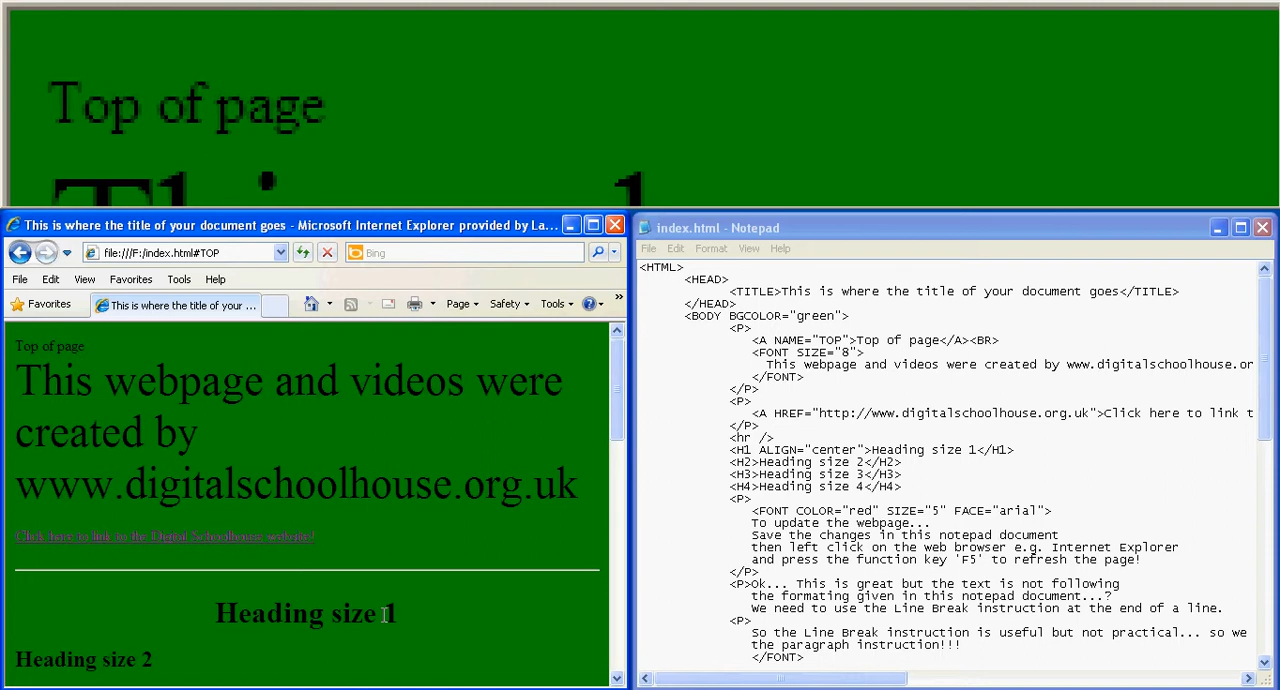 Top of page
This is where the title of your document goes - Microsoft Internet Explorer provided by La...
file:///F:/index.html#TOP
Bing
File Edit View Favorites Tools Help
Favorites
This is where the title of your ...
Page Safety Tools
Top of page
This webpage and videos were
created by
www.digitalschoolhouse.org.uk
Click here to link to the Digital Schoolhouse website!
Heading size 1
Heading size 2
index.html - Notepad
File Edit Format View Help
<HTML>
<HEAD>
<TITLE>This is where the title of your document goes</TITLE>
</HEAD>
<BODY BGCOLOR="green">
<P>
<A NAME="TOP">Top of page</A><BR>
<FONT SIZE="8">
This webpage and videos were created by www.digitalschoolhouse.or
</FONT>
</P>
<P>
<A HREF="http://www.digitalschoolhouse.org.uk">Click here to link t
</P>
<hr />
<H1 ALIGN="center">Heading size 1</H1>
<H2>Heading size 2</H2>
<H3>Heading size 3</H3>
<H4>Heading size 4</H4>
<P>
<FONT COLOR="red" SIZE="5" FACE="arial">
To update the webpage...
Save the changes in this notepad document
then left click on the web browser e.g. Internet Explorer
and press the function key 'F5' to refresh the page!
</P>
<P>Ok... This is great but the text is not following
the formating given in this notepad document...?
We need to use the Line Break instruction at the end of a line.
<P>
So the Line Break instruction is useful but not practical... so we
the paragraph instruction!!!
</FONT>